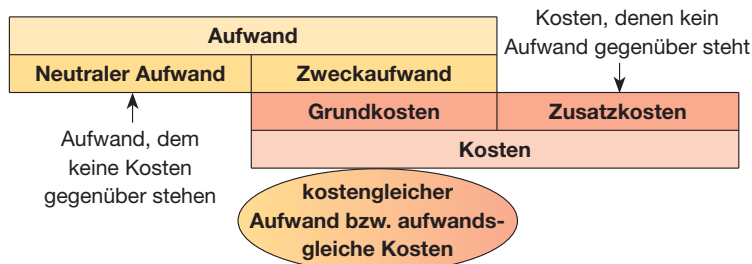 Kosten, denen kein
Aufwand gegenüber steht
Aufwand
Neutraler Aufwand
Zweckaufwand
Grundkosten
Zusatzkosten
Kosten
Aufwand, dem
keine Kosten
gegenüber stehen
kostengleicher
Aufwand bzw. aufwands-
gleiche Kosten